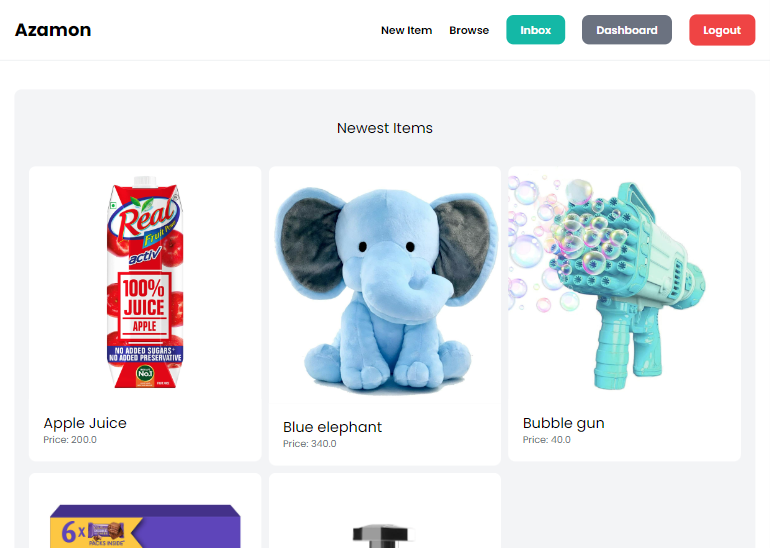 Azamon
New Item
Browse
Inbox
Dashboard
Logout
Newest Items
Real
Fruit
activ
100%
JUICE
APPLE
NO ADDED SUGARS*
NO ADDED PRESERVATIVE
No.1
Apple Juice
Price: 200.0
Blue elephant
Price: 340.0
Bubble gun
Price: 40.0
6x
PACKS INSIDE